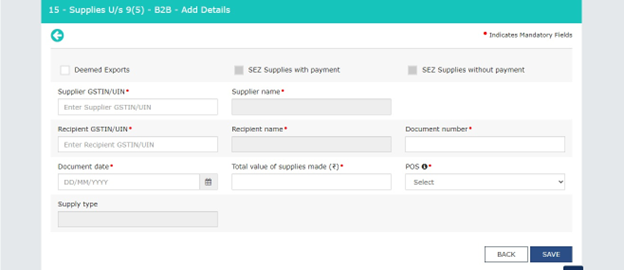 15 - Supplies U/s 9(5) - B2B - Add Details
• Indicates Mandatory Fields
Deemed Exports SEZ Supplies with payment SEZ Supplies without payment
Supplier GSTIN/UIN• Supplier name•
Enter Supplier GSTIN/UIN
Recipient GSTIN/UIN• Recipient name• Document number•
Enter Recipient GSTIN/UIN
Document date• Total value of supplies made (₹)• POS •
DD/MM/YYYY Select
Supply type
BACK SAVE